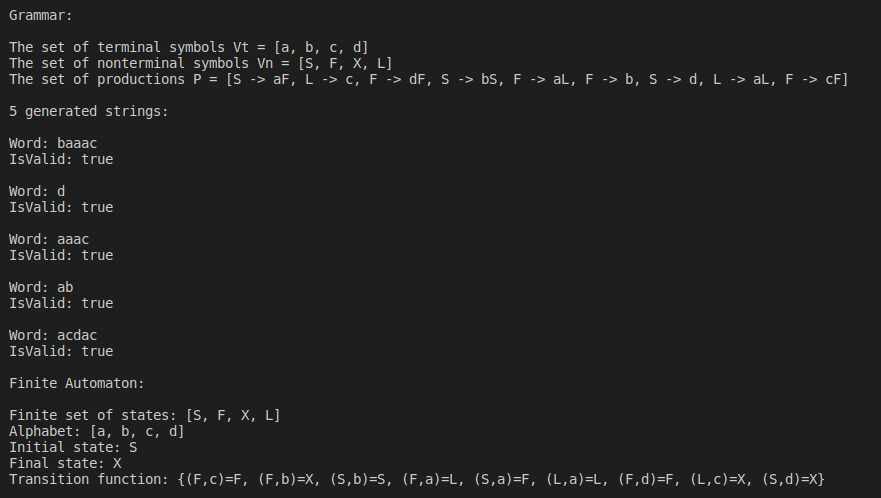 Grammar:
The set of terminal symbols Vt = [a, b, c, d]
The set of nonterminal symbols Vn = [S, F, X, L]
The set of productions P = [S -> aF, L -> c, F -> dF, S -> bS, F -> aL, F -> b, S -> d, L -> aL, F -> cF]
5 generated strings:
Word: baaac
IsValid: true
Word: d
IsValid: true
Word: aaac
IsValid: true
Word: ab
IsValid: true
Word: acdac
IsValid: true
Finite Automaton:
Finite set of states: [S, F, X, L]
Alphabet: [a, b, c, d]
Initial state: S
Final state: X
Transition function: {(F,c)=F, (F,b)=X, (S,b)=S, (F,a)=L, (S,a)=F, (L,a)=L, (F,d)=F, (L,c)=X, (S,d)=X}